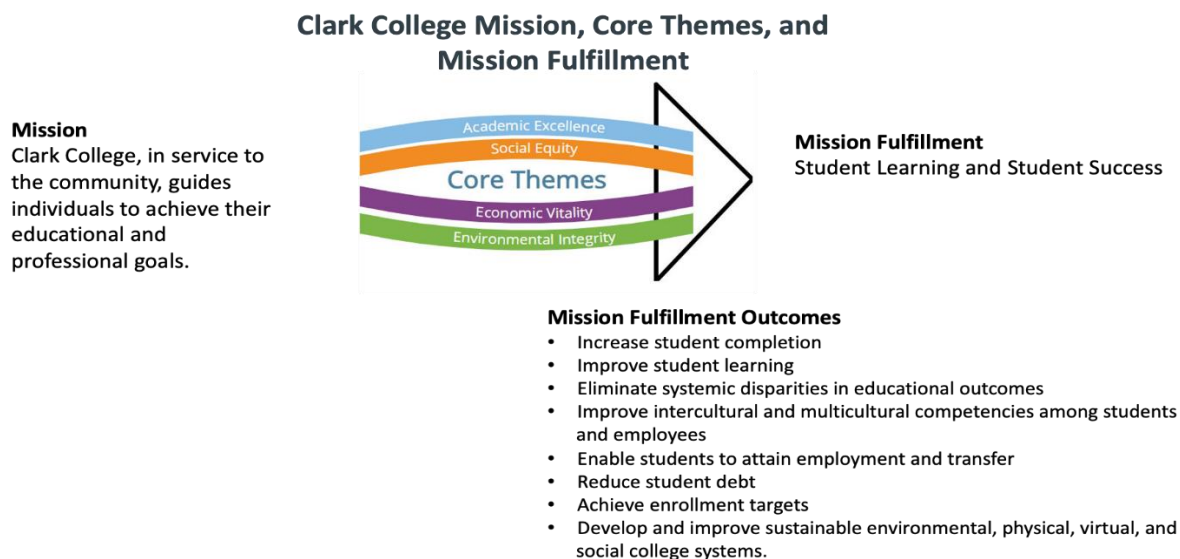 Clark College Mission, Core Themes, and
Mission Fulfillment
Mission
Clark College, in service to
the community, guides
individuals to achieve their
educational and
professional goals.
Academic Excellence
Social Equity
Core Themes
Economic Vitality
Environmental Integrity
Mission Fulfillment
Student Learning and Student Success
Mission Fulfillment Outcomes
• Increase student completion
• Improve student learning
• Eliminate systemic disparities in educational outcomes
• Improve intercultural and multicultural competencies among students
and employees
• Enable students to attain employment and transfer
• Reduce student debt
• Achieve enrollment targets
• Develop and improve sustainable environmental, physical, virtual, and
social college systems.